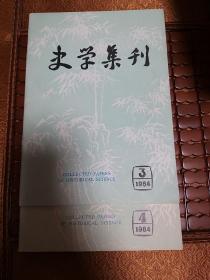 史学集刊
COLLECTED PAPERS
OF HISTORICAL SCIENCE
3
1984
COLLECTED PAPERS
OF HISTORICAL SCIENCE
4
1984